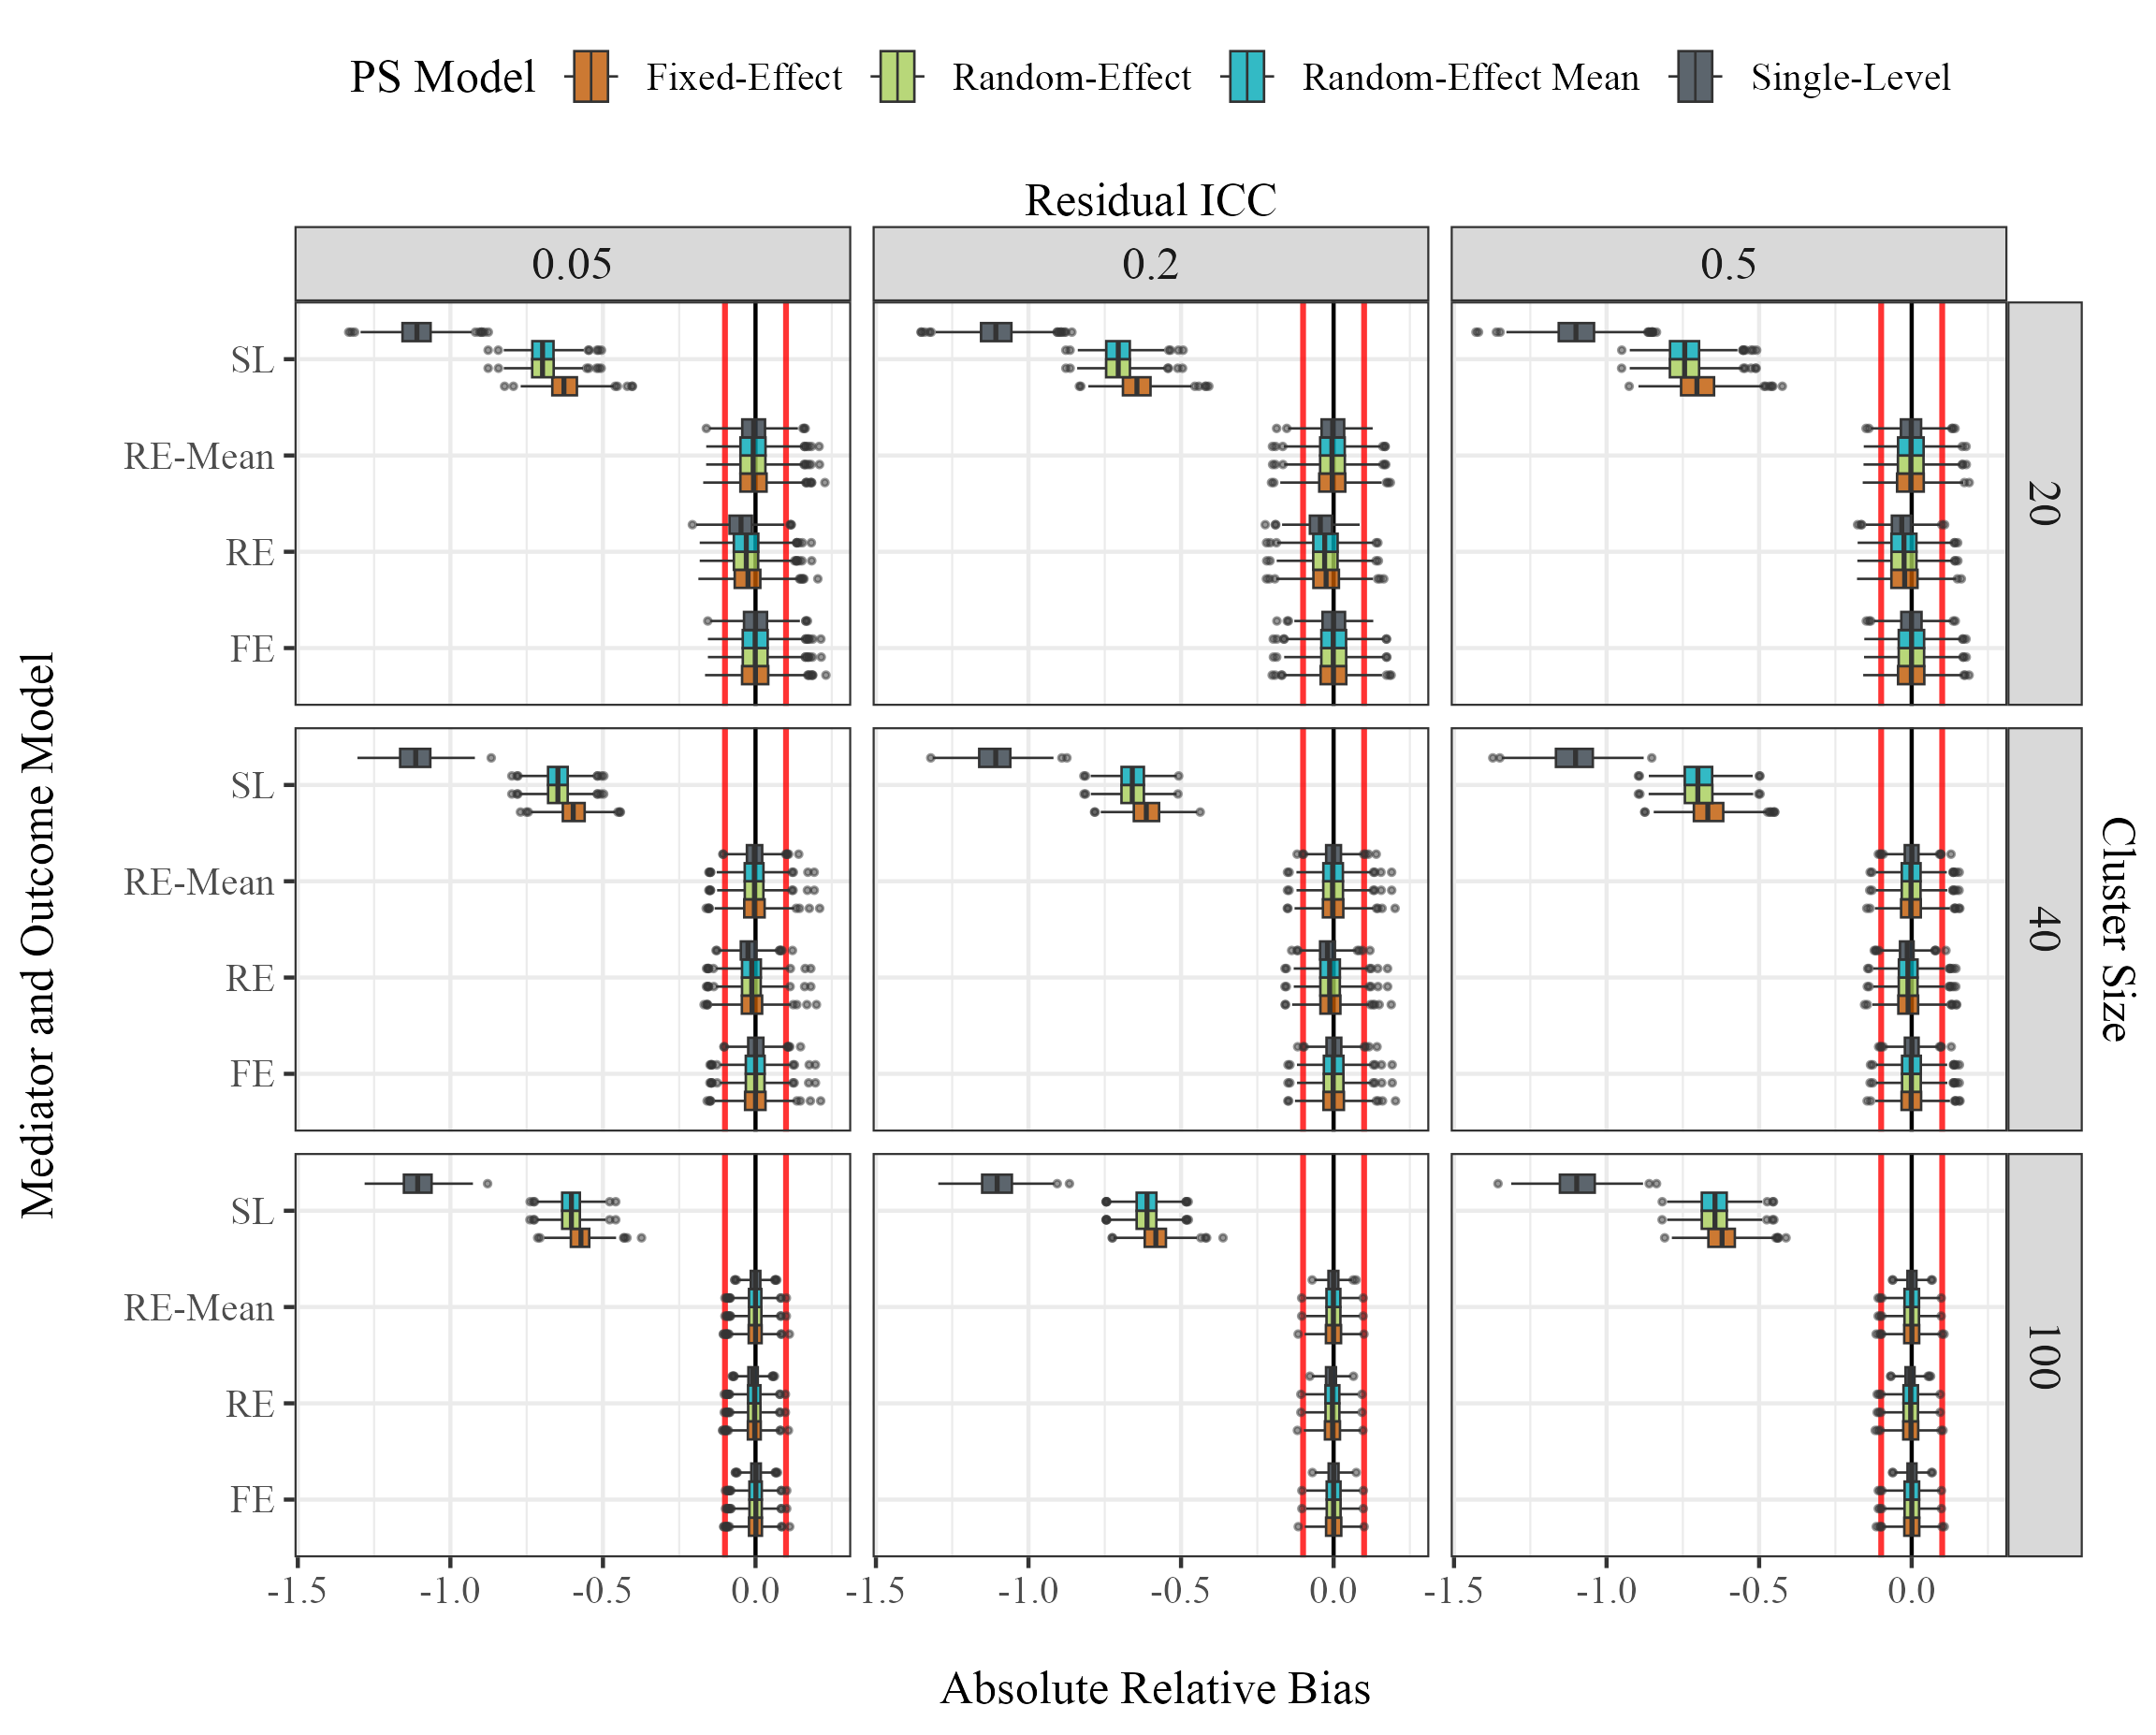 PS Model Fixed-Effect Random-Effect Random-Effect Mean Single-Level
Residual ICC
0.05 0.2 0.5
Mediator and Outcome Model
SL
RE-Mean
RE
FE
20
SL
RE-Mean
RE
FE
40
Cluster Size
SL
RE-Mean
RE
FE
100
-1.5 -1.0 -0.5 0.0 -1.5 -1.0 -0.5 0.0 -1.5 -1.0 -0.5 0.0
Absolute Relative Bias